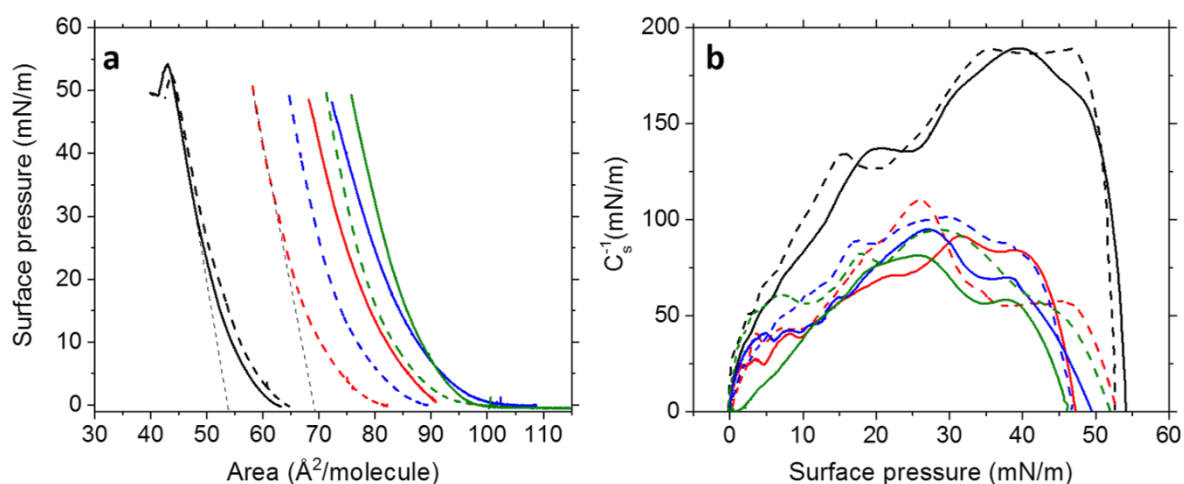 a
Surface pressure (mN/m)
60
50
40
30
20
10
0
30 40 50 60 70 80 90 100 110
Area (Å²/molecule)
b
Cₛ⁻¹(mN/m)
200
150
100
50
0
0 10 20 30 40 50 60
Surface pressure (mN/m)